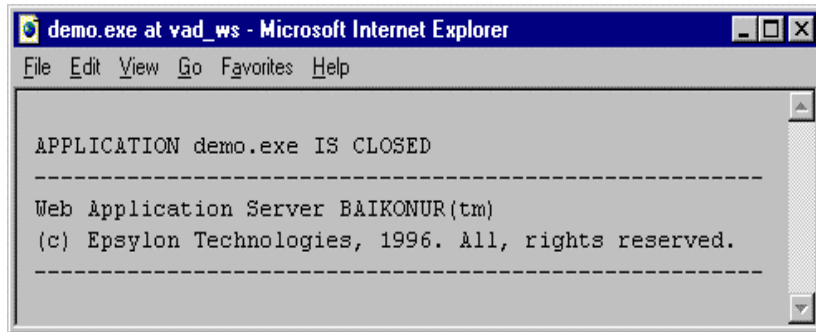 demo.exe at vad_ws - Microsoft Internet Explorer
File Edit View Go Favorites Help
APPLICATION demo.exe IS CLOSED
--------------------------------------------------------
Web Application Server BAIKONUR(tm)
(c) Epsylon Technologies, 1996. All, rights reserved.
--------------------------------------------------------